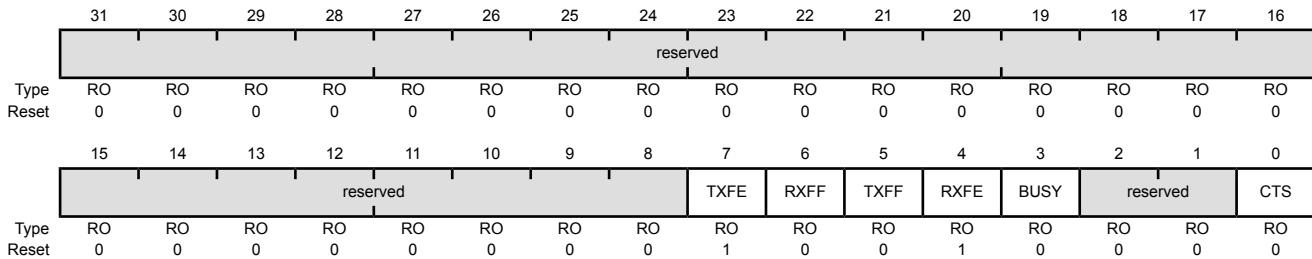 31 30 29 28 27 26 25 24 23 22 21 20 19 18 17 16
reserved
Type RO RO RO RO RO RO RO RO RO RO RO RO RO RO RO RO
Reset 0 0 0 0 0 0 0 0 0 0 0 0 0 0 0 0
15 14 13 12 11 10 9 8 7 6 5 4 3 2 1 0
reserved TXFE RXFF TXFF RXFE BUSY reserved CTS
Type RO RO RO RO RO RO RO RO RO RO RO RO RO RO RO RO
Reset 0 0 0 0 0 0 0 0 1 0 0 1 0 0 0 0